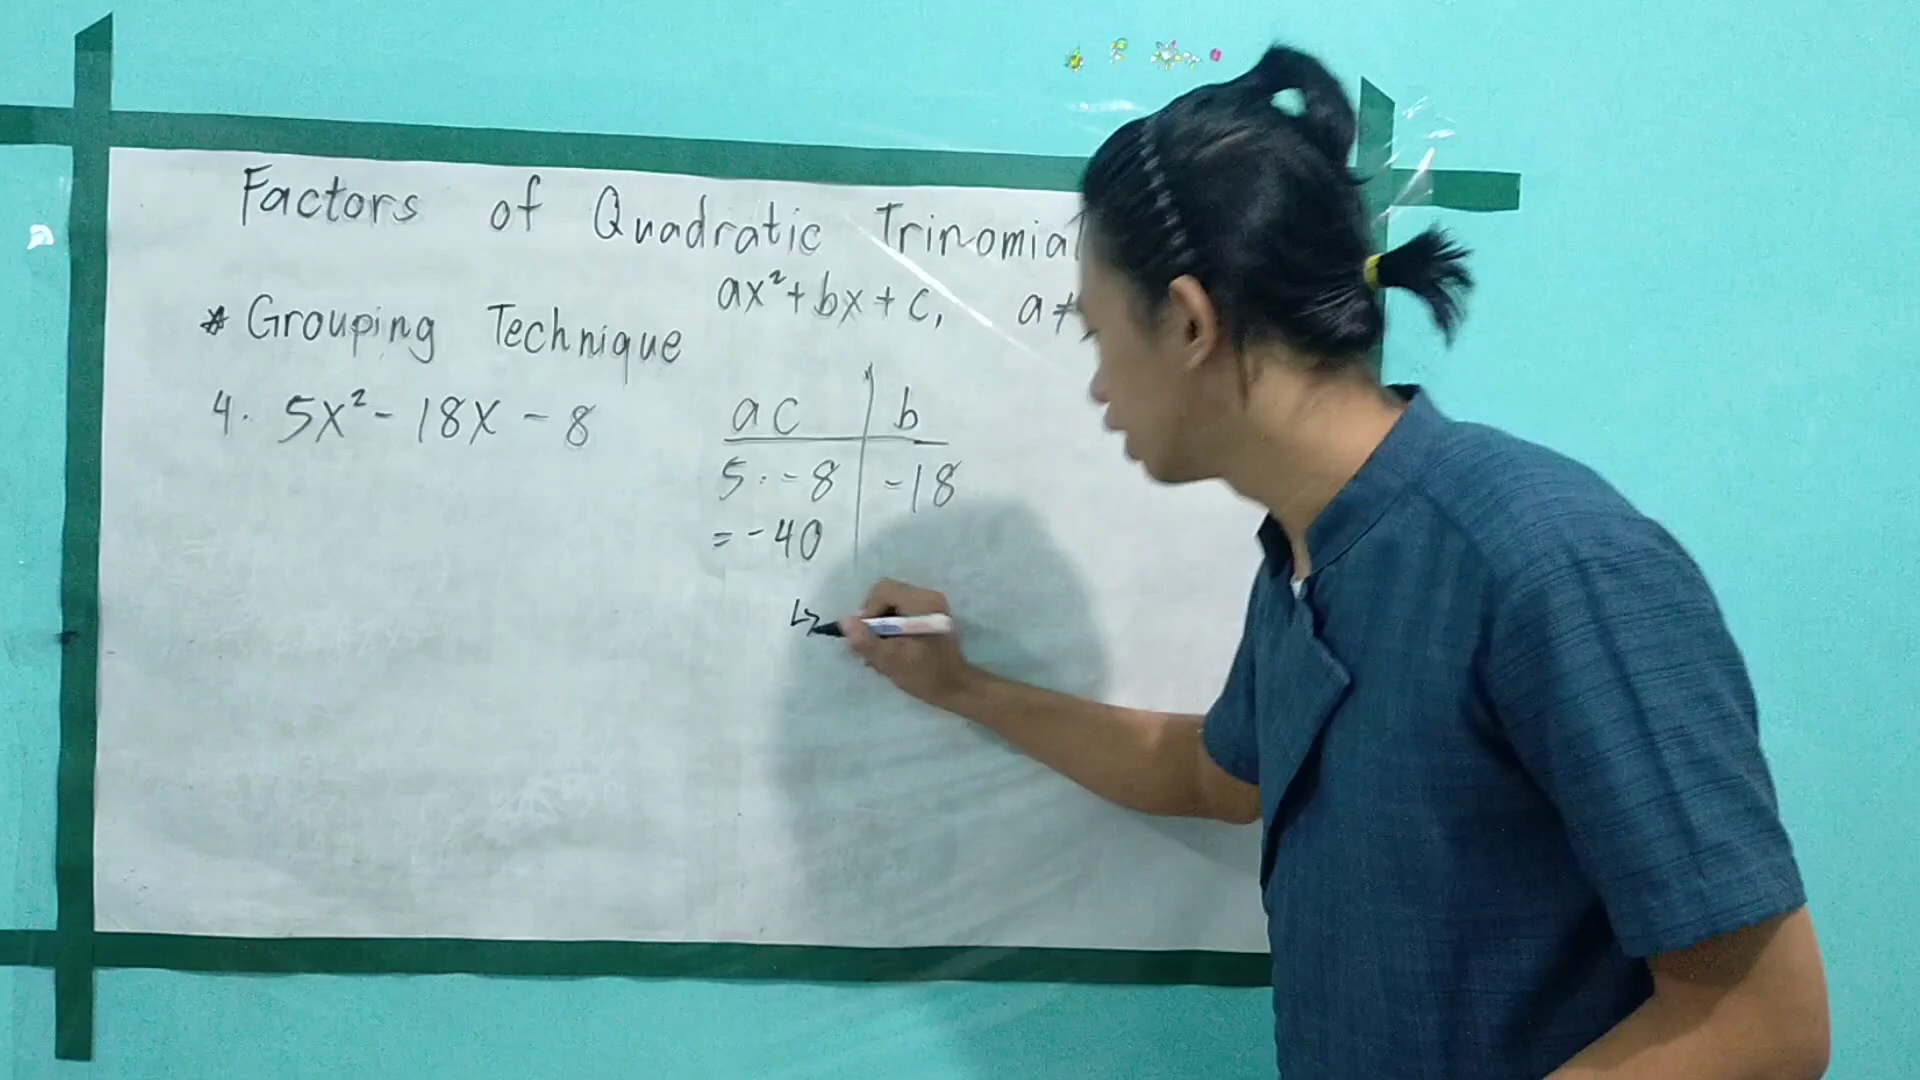 Factors of Quadratic Trinomial
ax²+bx+c, a≠
* Grouping Technique
4. 5x² - 18x - 8
ac | b
5 · -8 | -18
= -40
↳